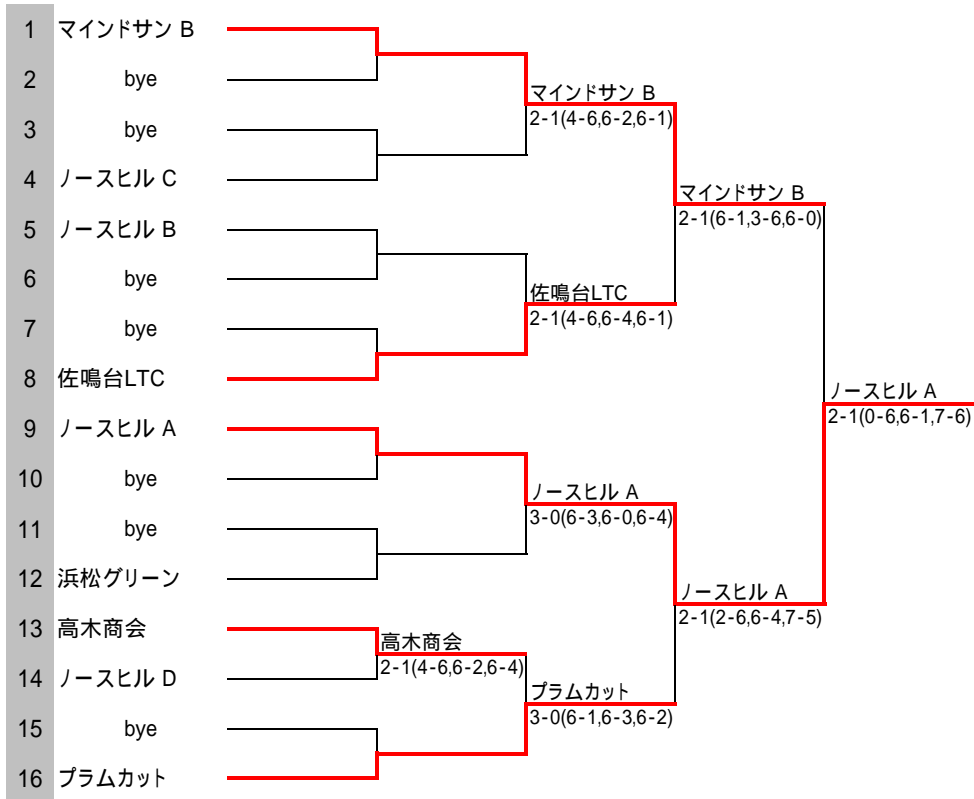 1 マインドサン B
2 bye
3 bye
4 ノースヒル C
5 ノースヒル B
6 bye
7 bye
8 佐鳴台LTC
9 ノースヒル A
10 bye
11 bye
12 浜松グリーン
13 高木商会
14 ノースヒル D
15 bye
16 プラムカット
高木商会
2-1(4-6,6-2,6-4)
マインドサン B
2-1(4-6,6-2,6-1)
佐鳴台LTC
2-1(4-6,6-4,6-1)
ノースヒル A
3-0(6-3,6-0,6-4)
プラムカット
3-0(6-1,6-3,6-2)
マインドサン B
2-1(6-1,3-6,6-0)
ノースヒル A
2-1(2-6,6-4,7-5)
ノースヒル A
2-1(0-6,6-1,7-6)